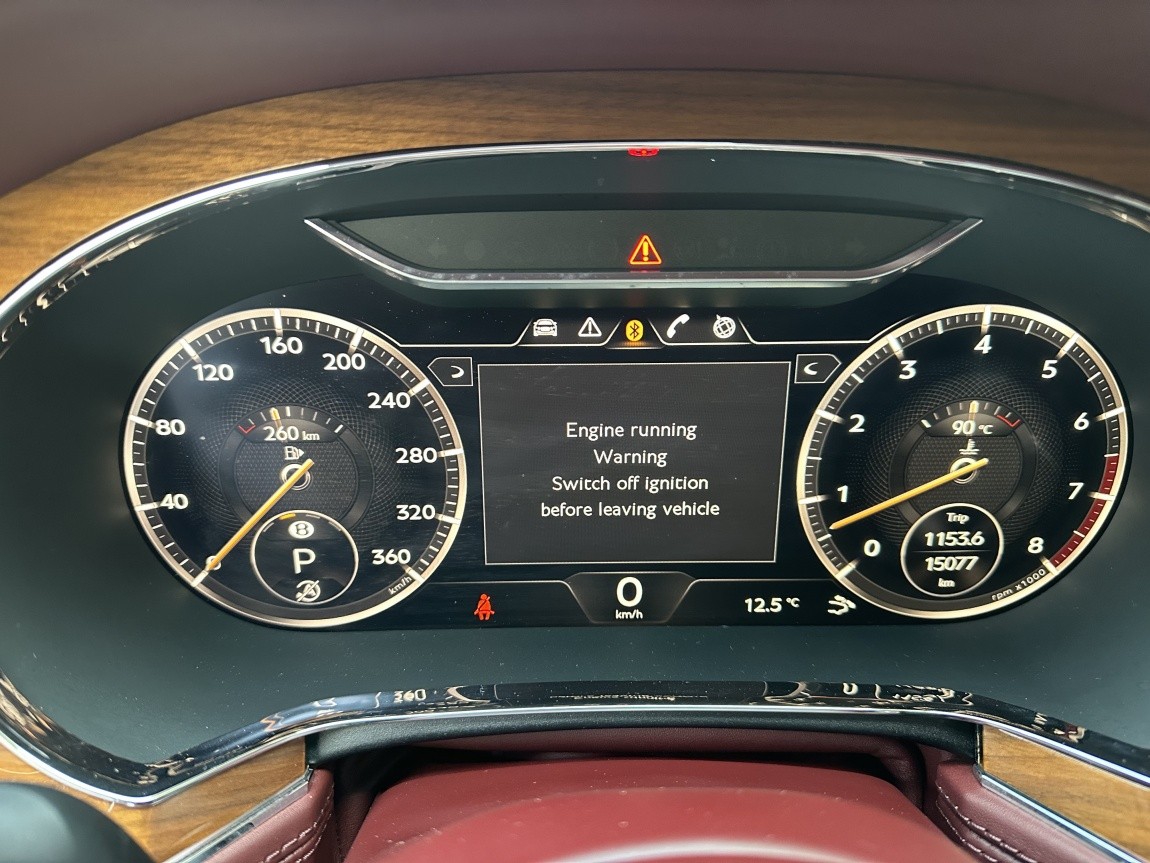 160
120
200
80
240
260 km
280
40
320
B
P
360
km/h
Engine running
Warning
Switch off ignition
before leaving vehicle
0
km/h
12.5 °C
4
3
5
2
6
90 °C
1
7
Trip
1153.6
15077
km
0
8
rpm x1000